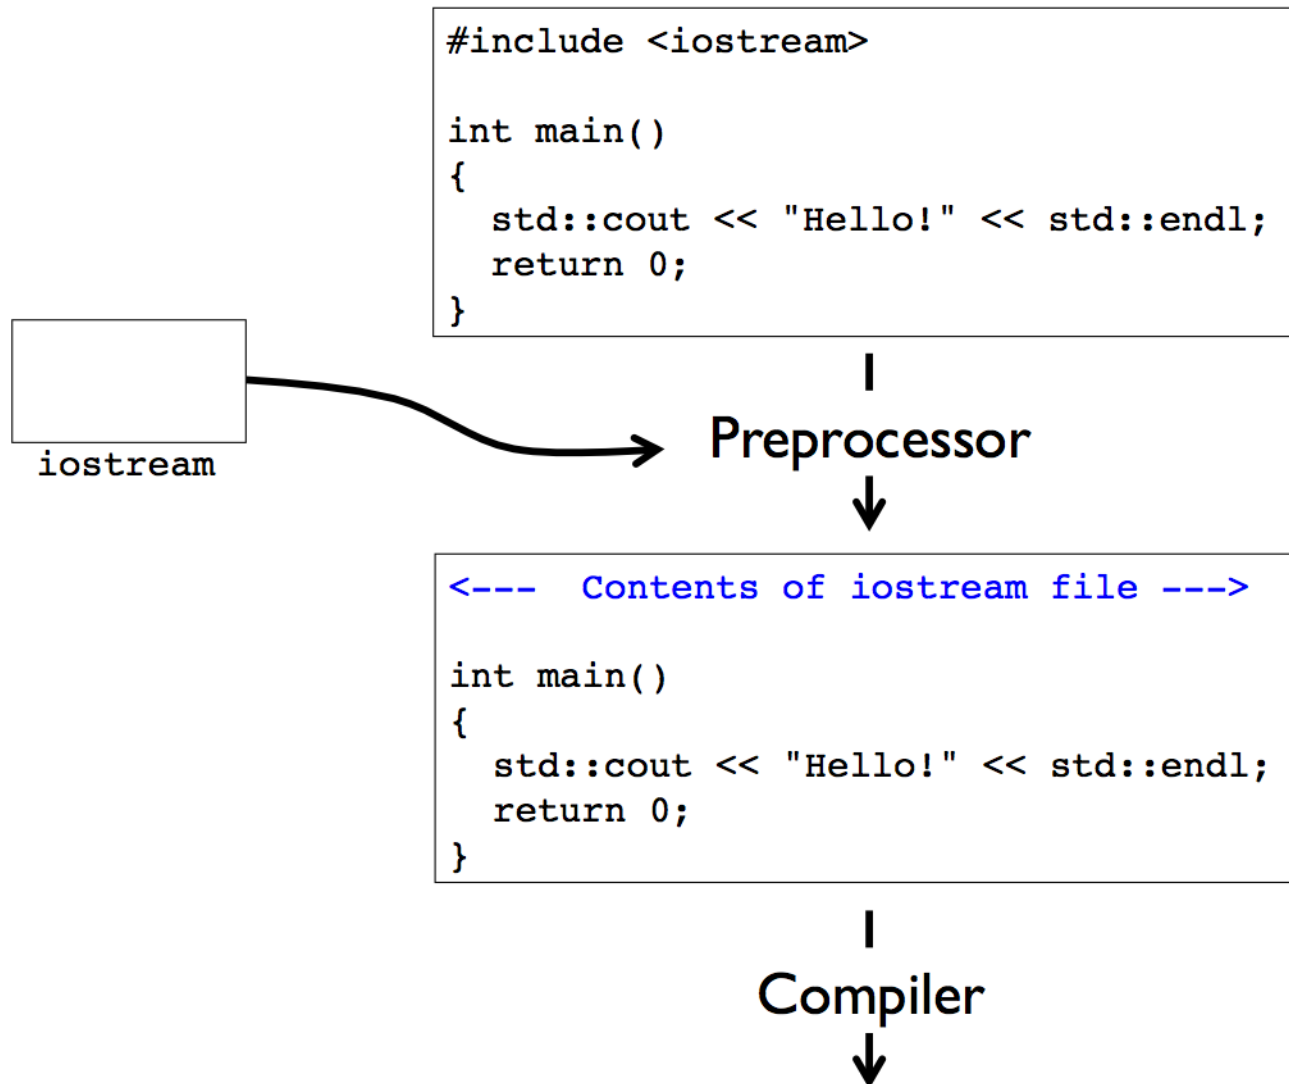 #include <iostream>
int main()
{
std::cout << "Hello!" << std::endl;
return 0;
}
iostream
Preprocessor
<--- Contents of iostream file --->
int main()
{
std::cout << "Hello!" << std::endl;
return 0;
}
Compiler